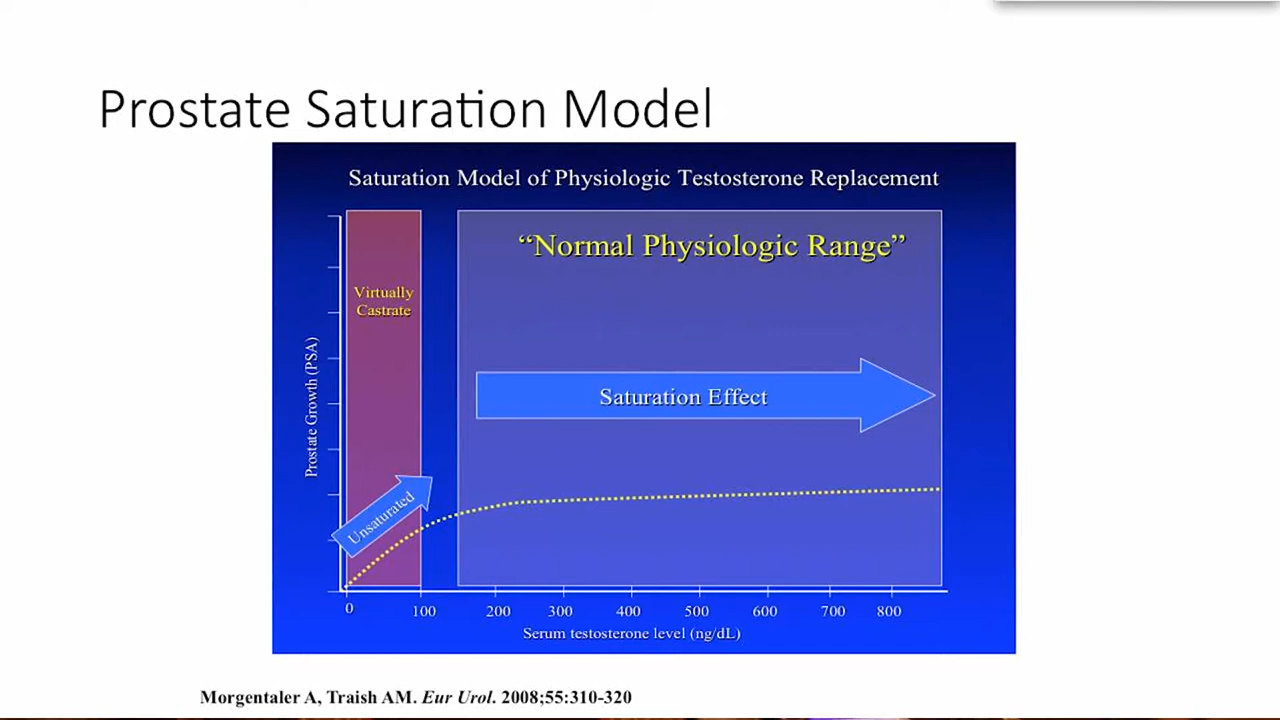 Prostate Saturation Model
Saturation Model of Physiologic Testosterone Replacement
“Normal Physiologic Range”
Virtually
Castrate
Saturation Effect
Unsaturated
Prostate Growth (PSA)
0 100 200 300 400 500 600 700 800
Serum testosterone level (ng/dL)
Morgentaler A, Traish AM. Eur Urol. 2008;55:310-320